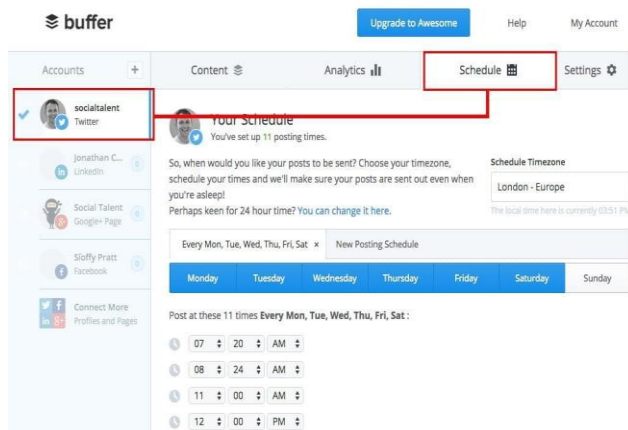 buffer
Upgrade to Awesome
Help
My Account
Accounts
+
Content
Analytics
Schedule
Settings
socialtalent
Twitter
Jonathan C...
LinkedIn
Social Talent
Google+ Page
Síoffy Pratt
Facebook
Connect More
Profiles and Pages
Your Schedule
You've set up 11 posting times.
So, when would you like your posts to be sent? Choose your timezone,
schedule your times and we'll make sure your posts are sent out even when
you're asleep!
Perhaps keen for 24 hour time? You can change it here.
Schedule Timezone
London - Europe
The local time here is currently 03:51 PM
Every Mon, Tue, Wed, Thu, Fri, Sat ×
New Posting Schedule
Monday Tuesday Wednesday Thursday Friday Saturday Sunday
Post at these 11 times Every Mon, Tue, Wed, Thu, Fri, Sat :
07 20 AM
08 24 AM
11 00 AM
12 00 PM